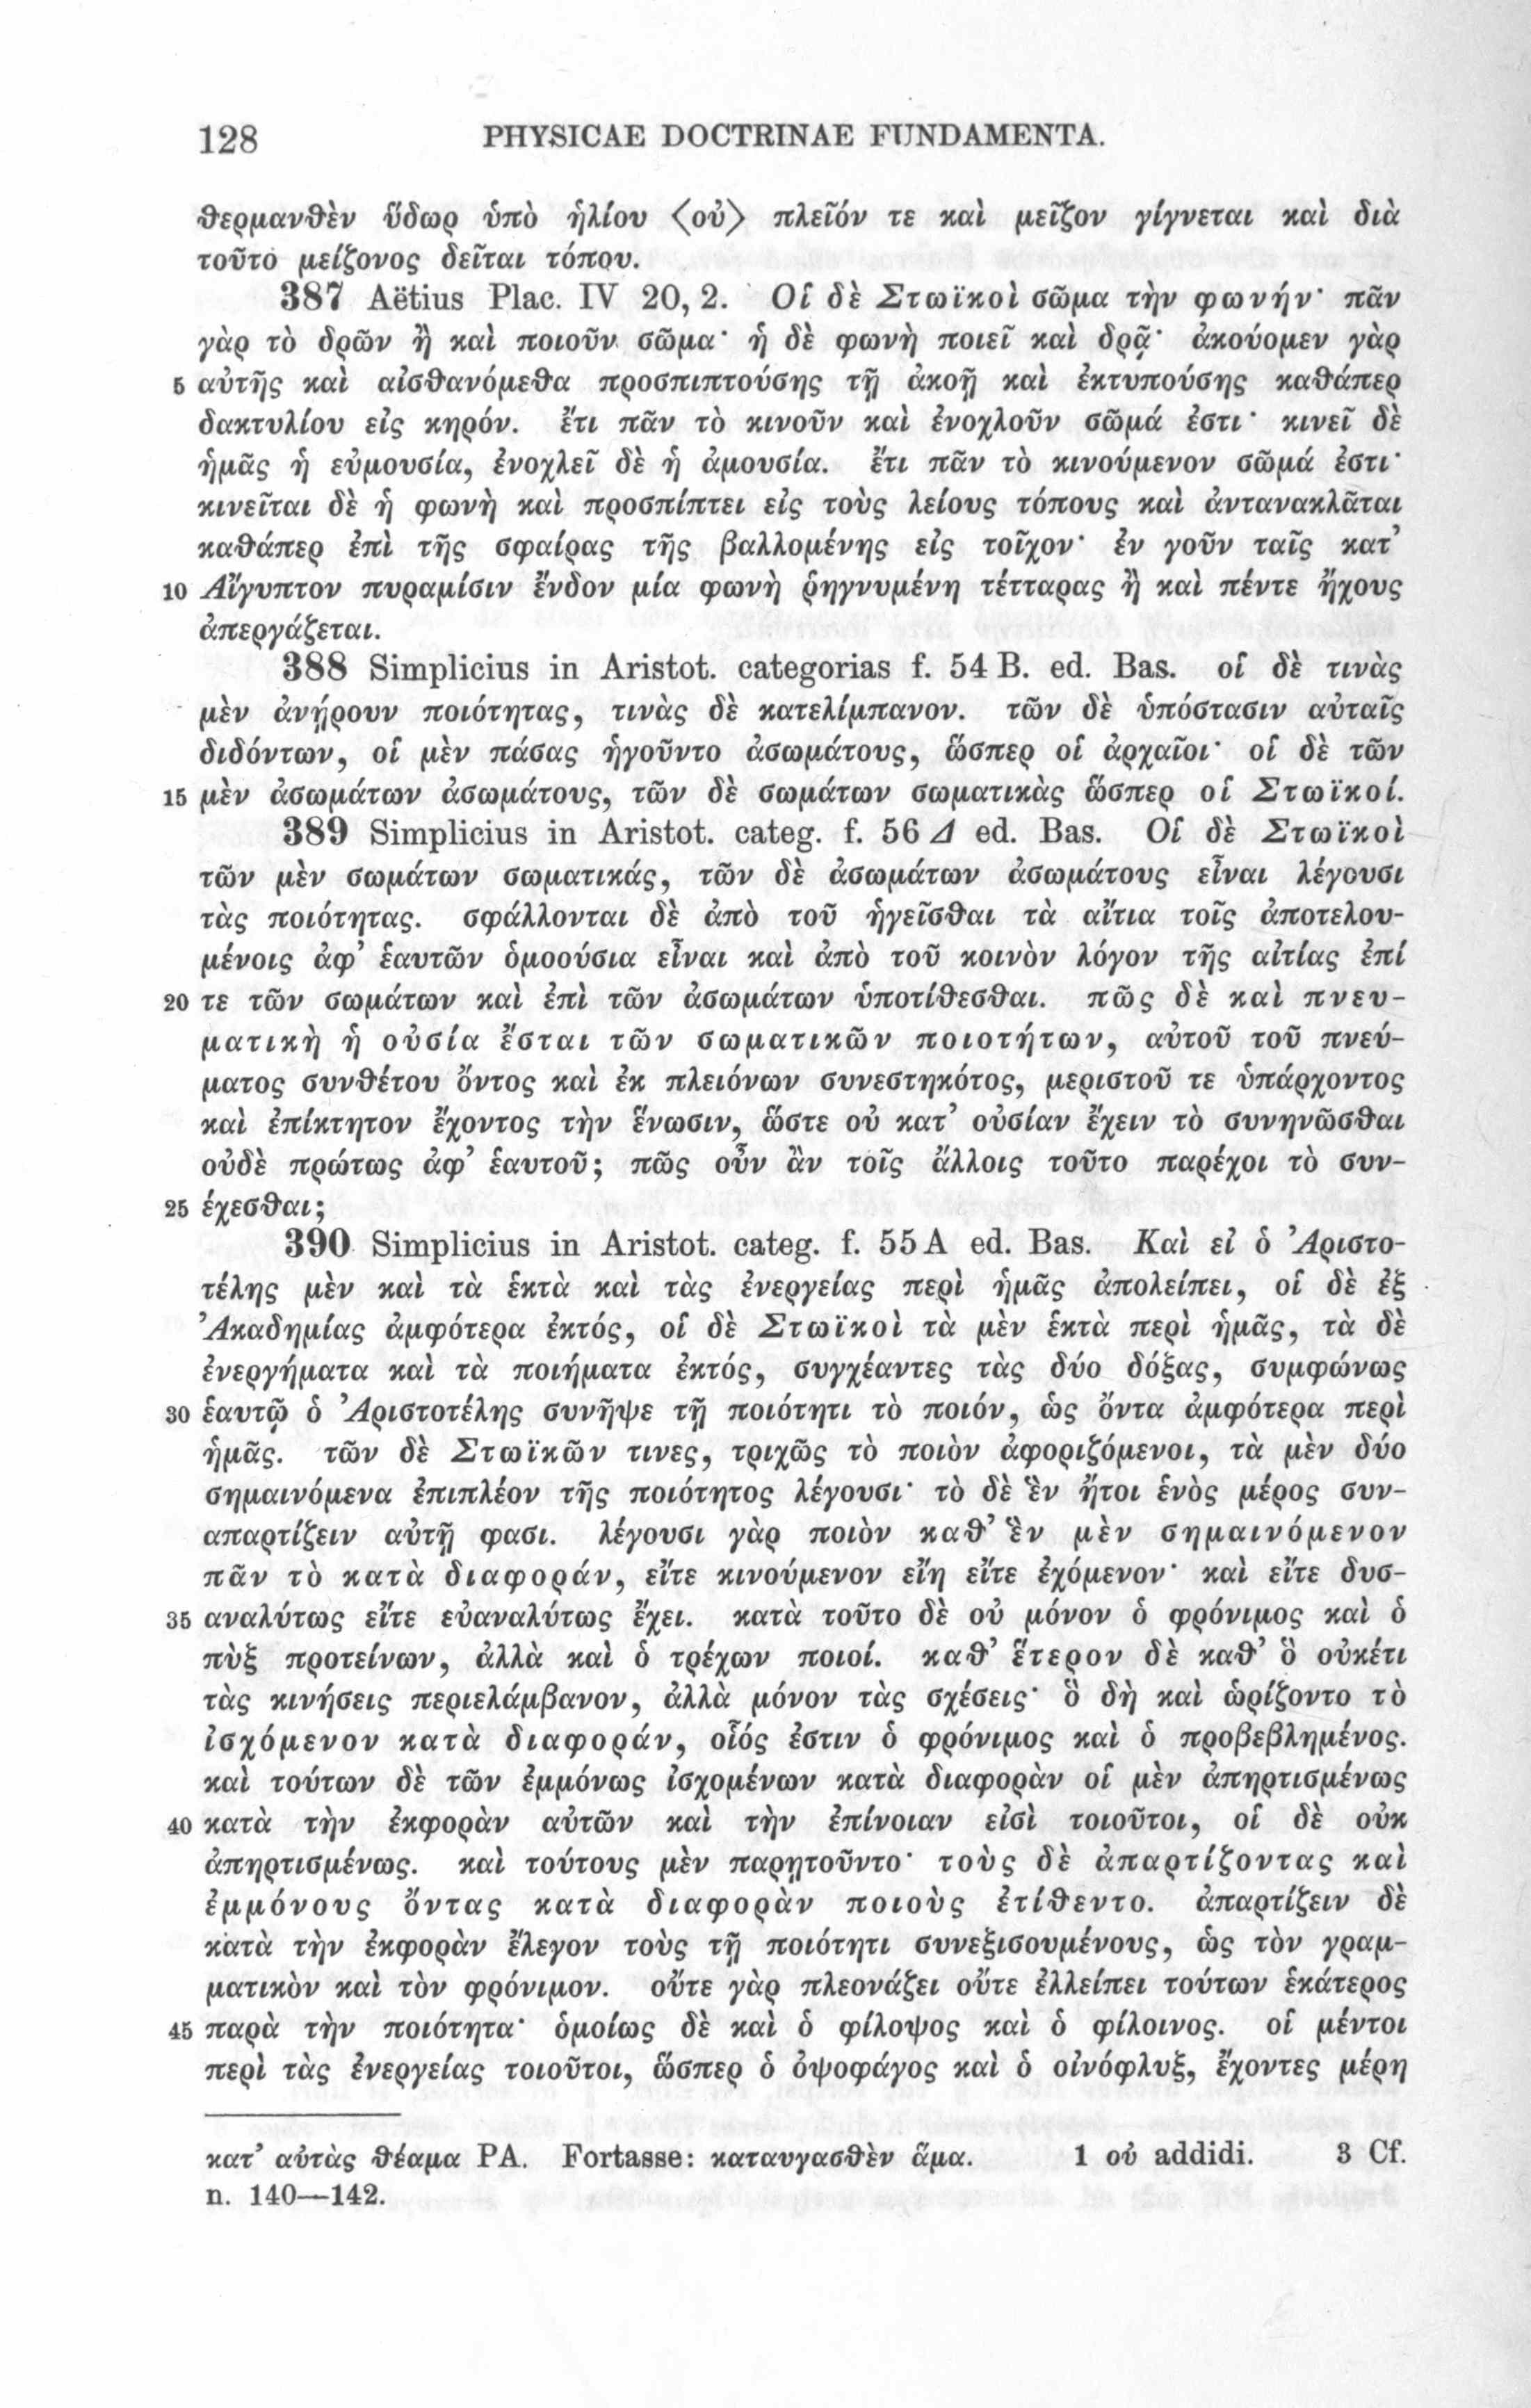 128 PHYSICAE DOCTRINAE FUNDAMENTA.
θερμανθὲν ὕδωρ ὑπὸ ἡλίου <οὐ> πλεῖόν τε καὶ μεῖζον γίγνεται καὶ διὰ
τοῦτο μείζονος δεῖται τόπου.
387 Aëtius Plac. IV 20, 2. Οἱ δὲ Στωϊκοὶ σῶμα τὴν φωνήν· πᾶν
γὰρ τὸ δρῶν ἢ καὶ ποιοῦν σῶμα· ἡ δὲ φωνὴ ποιεῖ καὶ δρᾷ· ἀκούομεν γὰρ
5 αὐτῆς καὶ αἰσθανόμεθα προσπιπτούσης τῇ ἀκοῇ καὶ ἐκτυπούσης καθάπερ
δακτυλίου εἰς κηρόν. ἔτι πᾶν τὸ κινοῦν καὶ ἐνοχλοῦν σῶμά ἐστι· κινεῖ δὲ
ἡμᾶς ἡ εὐμουσία, ἐνοχλεῖ δὲ ἡ ἀμουσία. ἔτι πᾶν τὸ κινούμενον σῶμά ἐστι·
κινεῖται δὲ ἡ φωνὴ καὶ προσπίπτει εἰς τοὺς λείους τόπους καὶ ἀντανακλᾶται
καθάπερ ἐπὶ τῆς σφαίρας τῆς βαλλομένης εἰς τοῖχον· ἐν γοῦν ταῖς κατ’
10 Αἴγυπτον πυραμίσιν ἔνδον μία φωνὴ ῥηγνυμένη τέτταρας ἢ καὶ πέντε ἤχους
ἀπεργάζεται.
388 Simplicius in Aristot. categorias f. 54 B. ed. Bas. οἱ δὲ τινὰς
μὲν ἀνῄρουν ποιότητας, τινὰς δὲ κατελίμπανον. τῶν δὲ ὑπόστασιν αὐταῖς
διδόντων, οἱ μὲν πάσας ἡγοῦντο ἀσωμάτους, ὥσπερ οἱ ἀρχαῖοι· οἱ δὲ τῶν
15 μὲν ἀσωμάτων ἀσωμάτους, τῶν δὲ σωμάτων σωματικὰς ὥσπερ οἱ Στωϊκοί.
389 Simplicius in Aristot. categ. f. 56 Δ ed. Bas. Οἱ δὲ Στωϊκοὶ
τῶν μὲν σωμάτων σωματικάς, τῶν δὲ ἀσωμάτων ἀσωμάτους εἶναι λέγουσι
τὰς ποιότητας. σφάλλονται δὲ ἀπὸ τοῦ ἡγεῖσθαι τὰ αἴτια τοῖς ἀποτελου-
μένοις ἀφ’ ἑαυτῶν ὁμοούσια εἶναι καὶ ἀπὸ τοῦ κοινὸν λόγον τῆς αἰτίας ἐπί
20 τε τῶν σωμάτων καὶ ἐπὶ τῶν ἀσωμάτων ὑποτίθεσθαι. πῶς δὲ καὶ πνευ-
ματικὴ ἡ οὐσία ἔσται τῶν σωματικῶν ποιοτήτων, αὐτοῦ τοῦ πνεύ-
ματος συνθέτου ὄντος καὶ ἐκ πλειόνων συνεστηκότος, μεριστοῦ τε ὑπάρχοντος
καὶ ἐπίκτητον ἔχοντος τὴν ἕνωσιν, ὥστε οὐ κατ’ οὐσίαν ἔχειν τὸ συνηνῶσθαι
οὐδὲ πρώτως ἀφ’ ἑαυτοῦ; πῶς οὖν ἂν τοῖς ἄλλοις τοῦτο παρέχοι τὸ συν-
25 έχεσθαι;
390 Simplicius in Aristot. categ. f. 55 A ed. Bas. Καὶ εἰ ὁ Ἀριστο-
τέλης μὲν καὶ τὰ ἑκτὰ καὶ τὰς ἐνεργείας περὶ ἡμᾶς ἀπολείπει, οἱ δὲ ἐξ
Ἀκαδημίας ἀμφότερα ἐκτός, οἱ δὲ Στωϊκοὶ τὰ μὲν ἑκτὰ περὶ ἡμᾶς, τὰ δὲ
ἐνεργήματα καὶ τὰ ποιήματα ἐκτός, συγχέαντες τὰς δύο δόξας, συμφώνως
30 ἑαυτῷ ὁ Ἀριστοτέλης συνῆψε τῇ ποιότητι τὸ ποιόν, ὡς ὄντα ἀμφότερα περὶ
ἡμᾶς. τῶν δὲ Στωϊκῶν τινες, τριχῶς τὸ ποιὸν ἀφοριζόμενοι, τὰ μὲν δύο
σημαινόμενα ἐπιπλέον τῆς ποιότητος λέγουσι· τὸ δὲ ἓν ἤτοι ἑνὸς μέρος συν-
απαρτίζειν αὐτῇ φασι. λέγουσι γὰρ ποιὸν καθ’ ἓν μὲν σημαινόμενον
πᾶν τὸ κατὰ διαφοράν, εἴτε κινούμενον εἴη εἴτε ἐχόμενον· καὶ εἴτε δυσ-
35 αναλύτως εἴτε εὐαναλύτως ἔχει. κατὰ τοῦτο δὲ οὐ μόνον ὁ φρόνιμος καὶ ὁ
πὺξ προτείνων, ἀλλὰ καὶ ὁ τρέχων ποιοί. καθ’ ἕτερον δὲ καθ’ ὃ οὐκέτι
τὰς κινήσεις περιελάμβανον, ἀλλὰ μόνον τὰς σχέσεις· ὃ δὴ καὶ ὡρίζοντο τὸ
ἰσχόμενον κατὰ διαφοράν, οἷός ἐστιν ὁ φρόνιμος καὶ ὁ προβεβλημένος.
καὶ τούτων δὲ τῶν ἐμμόνως ἰσχομένων κατὰ διαφορὰν οἱ μὲν ἀπηρτισμένως
40 κατὰ τὴν ἐκφορὰν αὐτῶν καὶ τὴν ἐπίνοιαν εἰσὶ τοιοῦτοι, οἱ δὲ οὐκ
ἀπηρτισμένως. καὶ τούτους μὲν παρῃτοῦντο· τοὺς δὲ ἀπαρτίζοντας καὶ
ἐμμόνους ὄντας κατὰ διαφορὰν ποιοὺς ἐτίθεντο. ἀπαρτίζειν δὲ
κατὰ τὴν ἐκφορὰν ἔλεγον τοὺς τῇ ποιότητι συνεξισουμένους, ὡς τὸν γραμ-
ματικὸν καὶ τὸν φρόνιμον. οὔτε γὰρ πλεονάζει οὔτε ἐλλείπει τούτων ἑκάτερος
45 παρὰ τὴν ποιότητα· ὁμοίως δὲ καὶ ὁ φίλοψος καὶ ὁ φίλοινος. οἱ μέντοι
περὶ τὰς ἐνεργείας τοιοῦτοι, ὥσπερ ὁ ὀψοφάγος καὶ ὁ οἰνόφλυξ, ἔχοντες μέρη
κατ’ αὐτὰς θέαμα PA. Fortasse: καταυγασθὲν ἅμα. 1 οὐ addidi. 3 Cf.
n. 140—142.